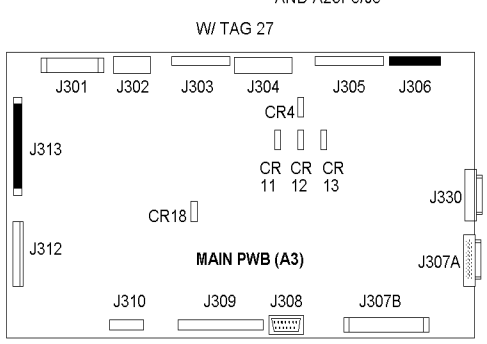 W/ TAG 27
J301 J302 J303 J304 J305 J306
CR4
J313
CR CR CR
11 12 13
J330
CR18
J312
MAIN PWB (A3)
J307A
J310 J309 J308 J307B